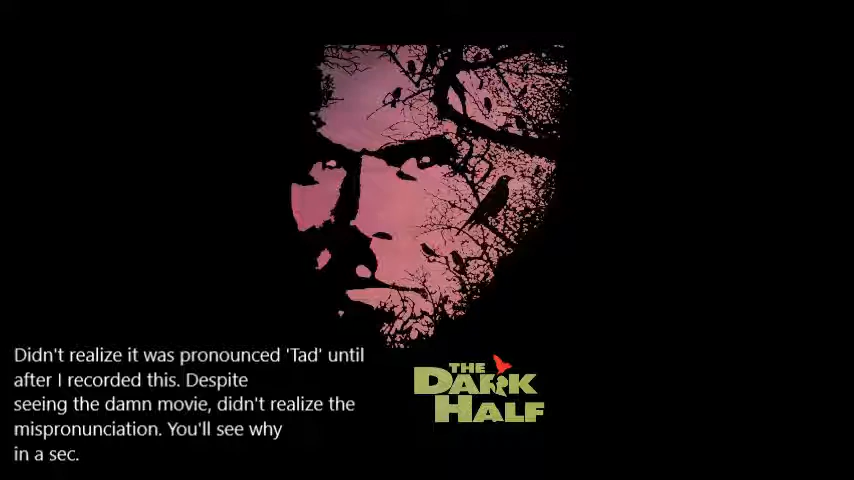 Didn't realize it was pronounced 'Tad' until
after I recorded this. Despite
seeing the damn movie, didn't realize the
mispronunciation. You'll see why
in a sec.
THE
DARK
HALF